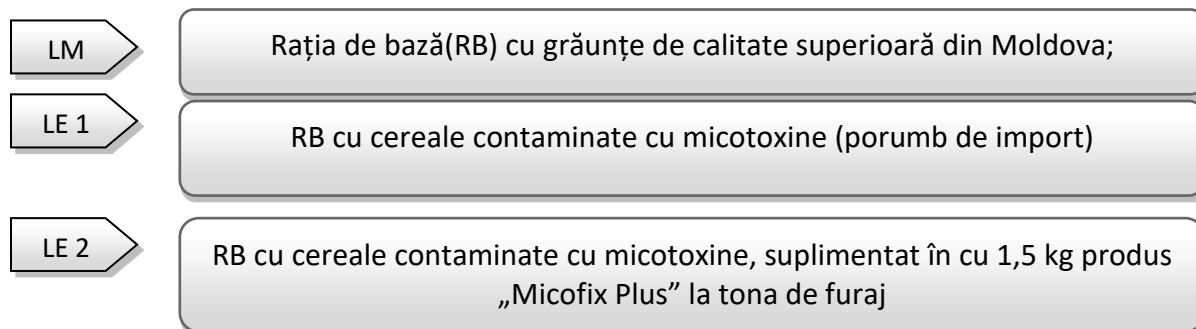 LM
Rația de bază(RB) cu grăunțe de calitate superioară din Moldova;
LE 1
RB cu cereale contaminate cu micotoxine (porumb de import)
LE 2
RB cu cereale contaminate cu micotoxine, suplimentat în cu 1,5 kg produs
„Micofix Plus” la tona de furaj